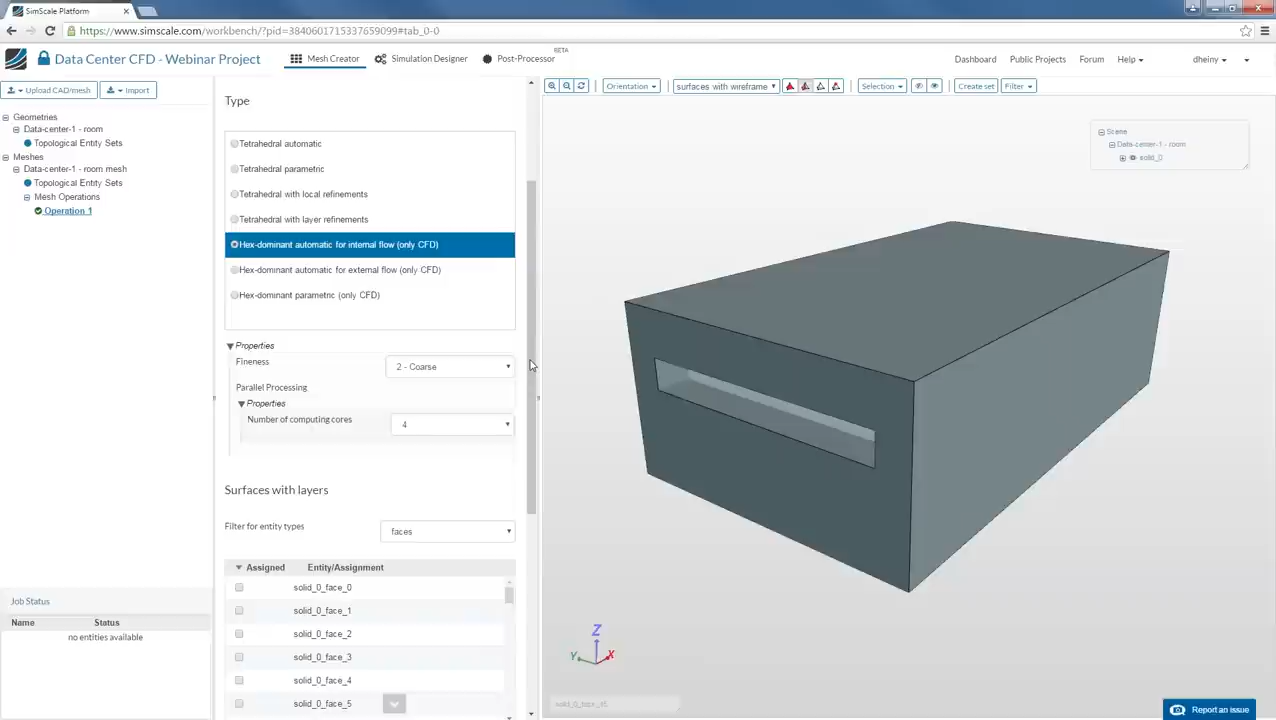 SimScale Platform
https://www.simscale.com/workbench/?pid=3840601715337659099#tab_0-0
Data Center CFD - Webinar Project
Mesh Creator
Simulation Designer
Post-Processor
BETA
Dashboard
Public Projects
Forum
Help
dheiny
Upload CAD/mesh
Import
Orientation
surfaces with wireframe
Selection
Create set
Filter
Geometries
Data-center-1 - room
Topological Entity Sets
Meshes
Data-center-1 - room mesh
Topological Entity Sets
Mesh Operations
Operation 1
Job Status
Name Status
no entities available
Type
Tetrahedral automatic
Tetrahedral parametric
Tetrahedral with local refinements
Tetrahedral with layer refinements
Hex-dominant automatic for internal flow (only CFD)
Hex-dominant automatic for external flow (only CFD)
Hex-dominant parametric (only CFD)
Properties
Fineness 2 - Coarse
Parallel Processing
Properties
Number of computing cores 4
Surfaces with layers
Filter for entity types faces
Assigned Entity/Assignment
solid_0_face_0
solid_0_face_1
solid_0_face_2
solid_0_face_3
solid_0_face_4
solid_0_face_5
Scene
Data-center-1 - room
solid_0
Z
Y
X
Report an issue